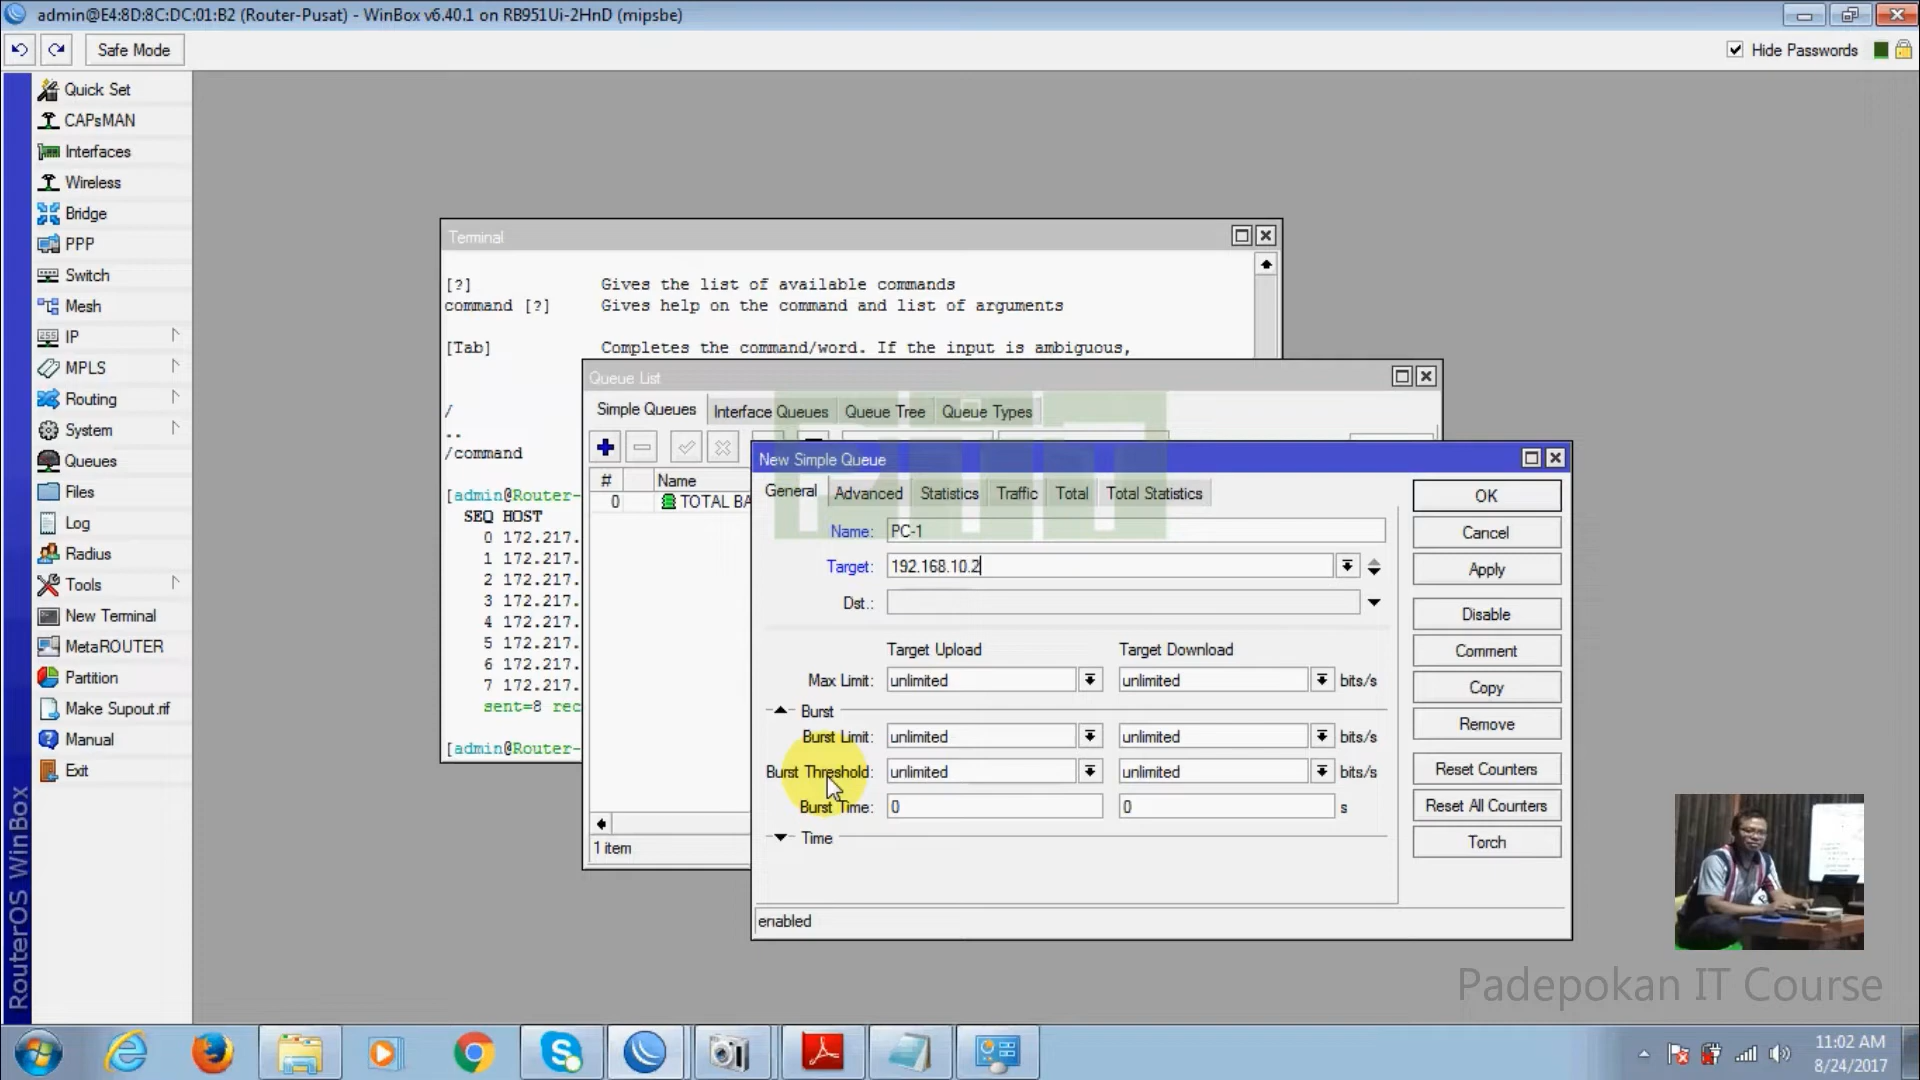 admin@E4:8D:8C:DC:01:B2 (Router-Pusat) - WinBox v6.40.1 on RB951Ui-2HnD (mipsbe)
Safe Mode
Hide Passwords
Quick Set
CAPsMAN
Interfaces
Wireless
Bridge
PPP
Switch
Mesh
IP
MPLS
Routing
System
Queues
Files
Log
Radius
Tools
New Terminal
MetaROUTER
Partition
Make Supout.rif
Manual
Exit
RouterOS WinBox
Terminal
[?] Gives the list of available commands
command [?] Gives help on the command and list of arguments
[Tab] Completes the command/word. If the input is ambiguous,
/
..
/command
[admin@Router-
SEQ HOST
0 172.217.
1 172.217.
2 172.217.
3 172.217.
4 172.217.
5 172.217.
6 172.217.
7 172.217.
sent=8 rec
[admin@Router-
Queue List
Simple Queues Interface Queues Queue Tree Queue Types
# Name
0 TOTAL BA
1 item
New Simple Queue
General Advanced Statistics Traffic Total Total Statistics
Name: PC-1
Target: 192.168.10.2
Dst.:
Target Upload Target Download
Max Limit: unlimited unlimited bits/s
Burst
Burst Limit: unlimited unlimited bits/s
Burst Threshold: unlimited unlimited bits/s
Burst Time: 0 0 s
Time
enabled
OK
Cancel
Apply
Disable
Comment
Copy
Remove
Reset Counters
Reset All Counters
Torch
Padepokan IT Course
11:02 AM
8/24/2017